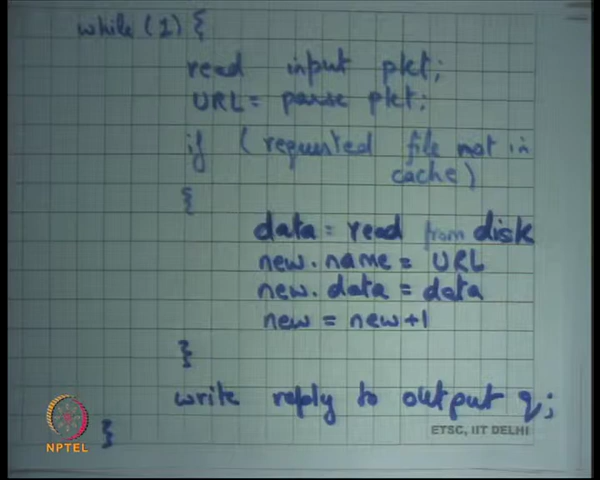 while (1) {
read input pkt;
URL = parse pkt;
if (requested file not in
cache)
{
data = read from disk
new.name = URL
new.data = data
new = new+1
}
write reply to output q;
}
ETSC, IIT DELHI
NPTEL